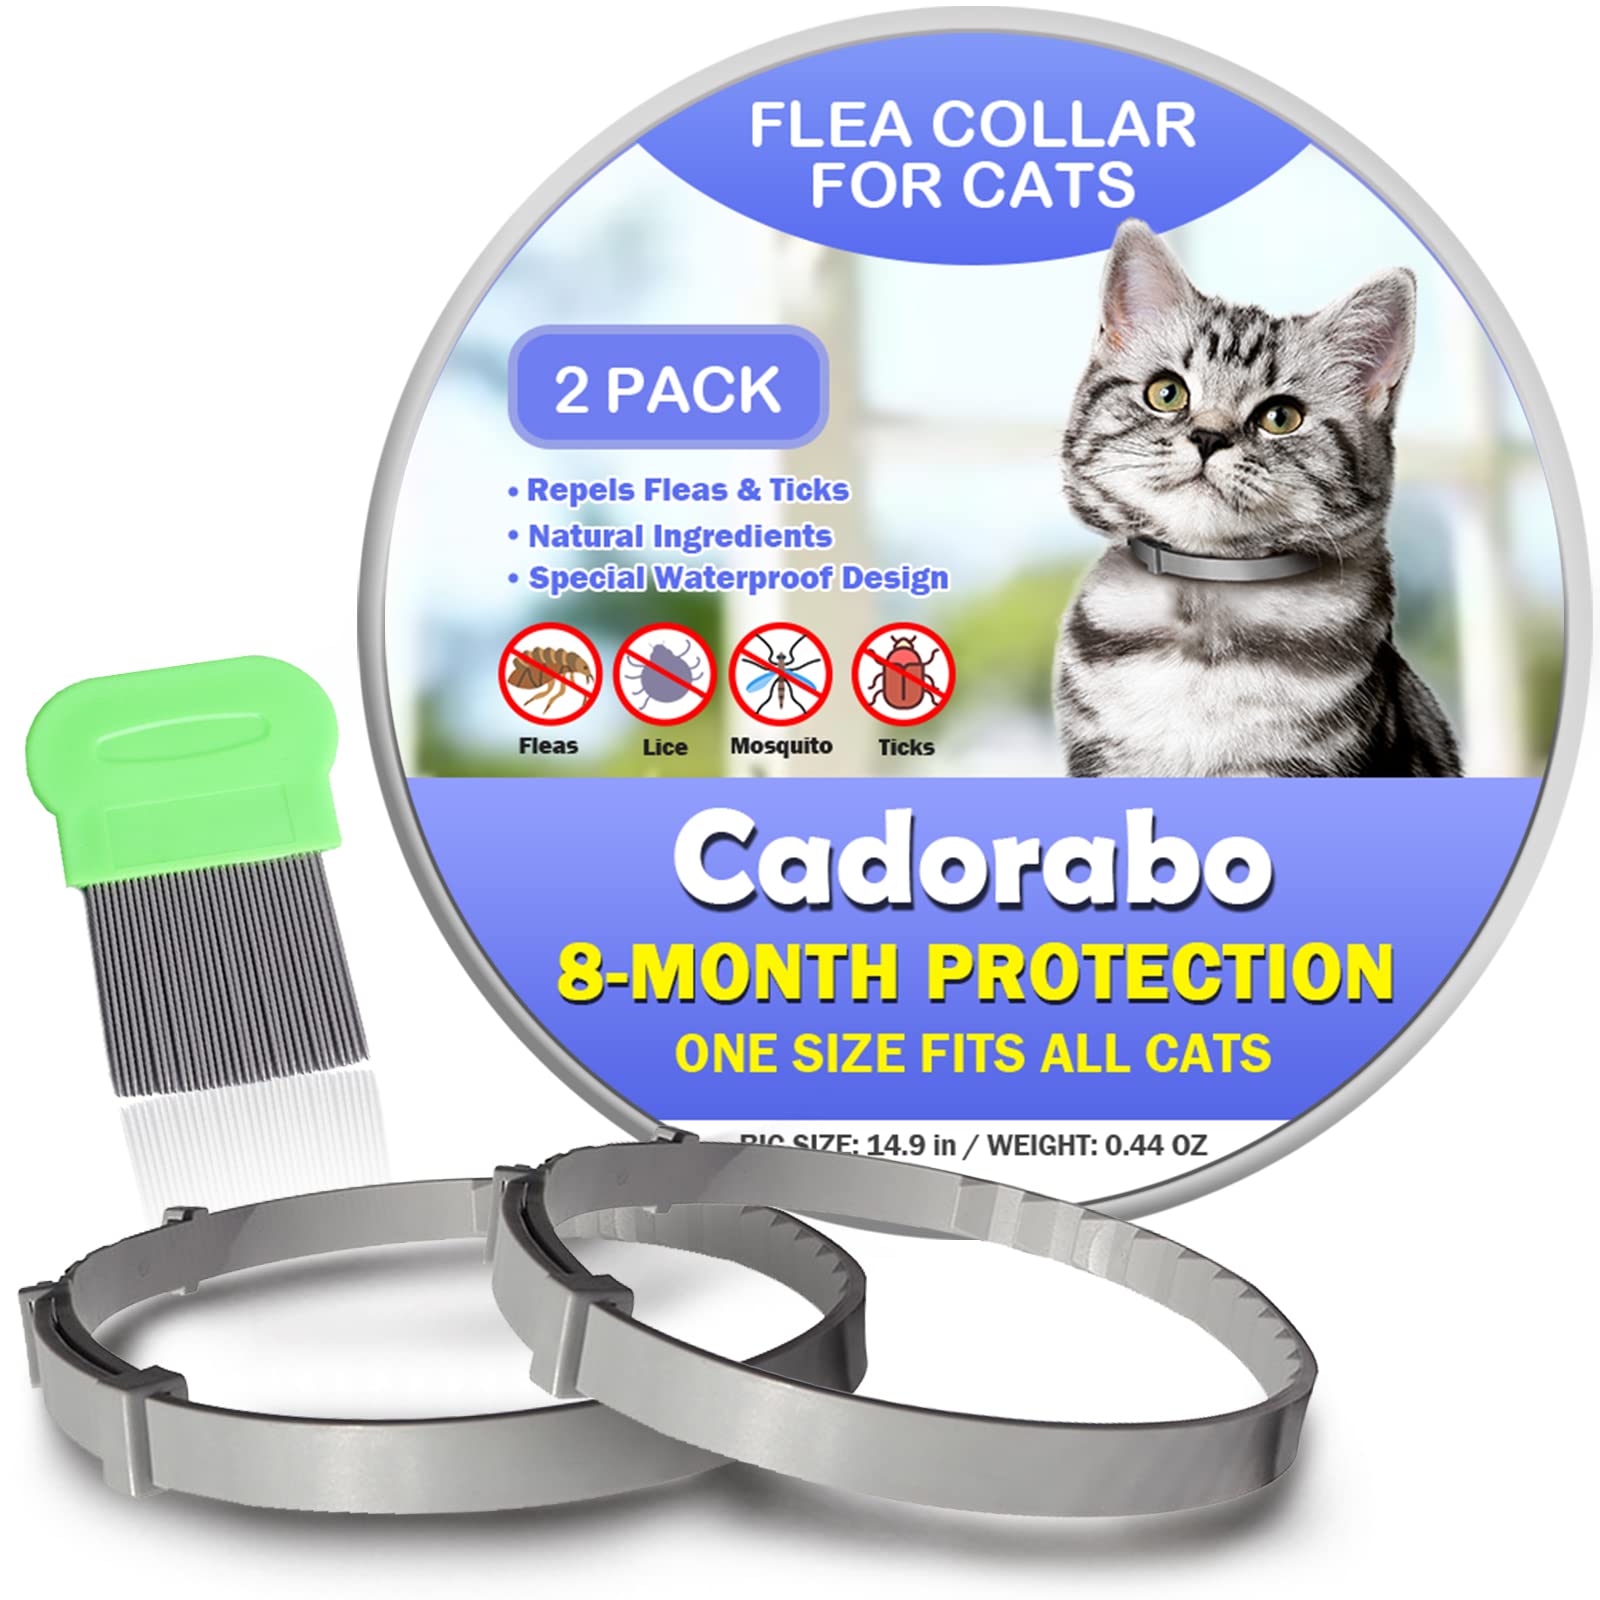 FLEA COLLAR
FOR CATS
2 PACK
• Repels Fleas & Ticks
• Natural Ingredients
• Special Waterproof Design
Fleas Lice Mosquito Ticks
Cadorabo
8-MONTH PROTECTION
ONE SIZE FITS ALL CATS
BIG SIZE: 14.9 in / WEIGHT: 0.44 OZ